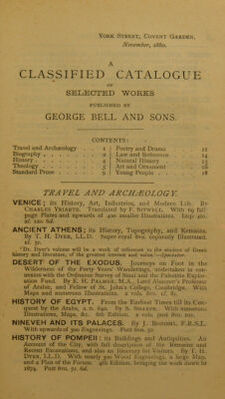 YORK STREET, COVENT GARDEN,
November, 1880.
A
CLASSIFIED CATALOGUE
OF
SELECTED WORKS
PUBLISHED BY
GEORGE BELL AND SONS.
CONTENTS:
Travel and Archæology . 1 Poetry and Drama . 11
Biography . 2 Law and Reference . 14
History . 4 Natural History . 15
Theology . 5 Art and Ornament . 16
Standard Prose . 9 Young People . 18
TRAVEL AND ARCHÆOLOGY.
VENICE; its History, Art, Industries, and Modern Life. By
CHARLES YRIARTE. Translated by F. SITWELL. With 69 full
page Plates and upwards of 400 smaller Illustrations. Imp. 4to.
ANCIENT ATHENS; its History, Topography, and Remains.
By T. H. DYER, LL.D. Super royal 8vo. copiously Illustrated.
1l. 5s.
"Dr. Dyer's volume will be a work of reference to the student of Greek
history and literature, of the greatest interest and value."—Spectator.
DESERT OF THE EXODUS. Journeys on Foot in the
Wilderness of the Forty Years' Wanderings, undertaken in con-
nexion with the Ordnance Survey of Sinai and the Palestine Explor-
ation Fund. By E. H. PALMER, M.A. Lord Almoner's Professor
of Arabic, and Fellow of St. John's College, Cambridge. With
Maps and numerous Illustrations. 2 vols. 8vo. 1l. 8s.
HISTORY OF EGYPT. From the Earliest Times till its Con-
quest by the Arabs, A.D. 640. By S. SHARPE. With numerous
Illustrations, Maps, &c. 6th Edition. 2 vols. post 8vo. 10s.
NINEVEH AND ITS PALACES. By J. BONOMI, F.R.S.L.
With upwards of 300 Engravings. Post 8vo. 5s.
HISTORY OF POMPEII: its Buildings and Antiquities. An
Account of the City, with full description of the Remains and
Recent Excavations, and also an Itinerary for Visitors. By T. H.
DYER, LL.D. With nearly 300 Wood Engravings, a large Map,
and a Plan of the Forum. 4th Edition, bringing the work down to
1874. Post 8vo. 7s. 6d.